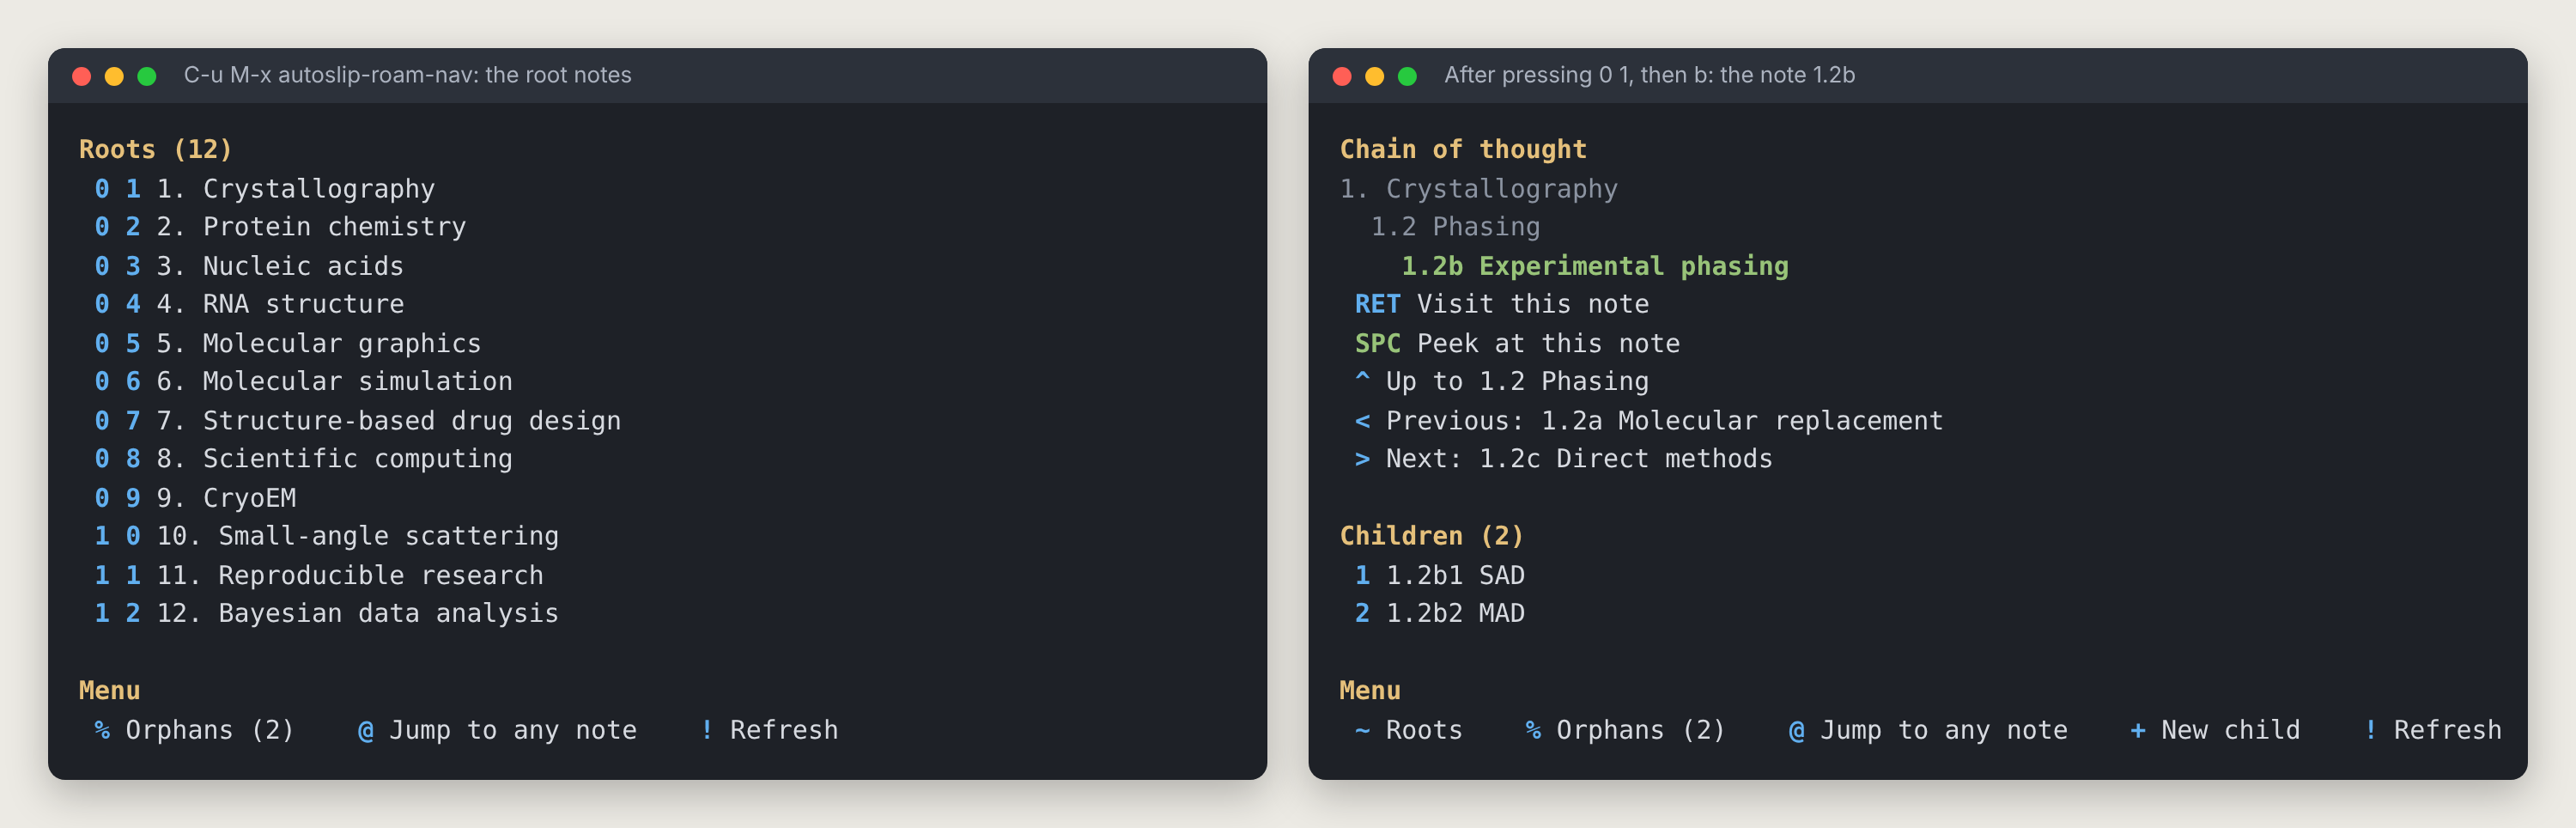 C-u M-x autoslip-roam-nav: the root notes
Roots (12)
0 1 1. Crystallography
0 2 2. Protein chemistry
0 3 3. Nucleic acids
0 4 4. RNA structure
0 5 5. Molecular graphics
0 6 6. Molecular simulation
0 7 7. Structure-based drug design
0 8 8. Scientific computing
0 9 9. CryoEM
1 0 10. Small-angle scattering
1 1 11. Reproducible research
1 2 12. Bayesian data analysis
Menu
% Orphans (2) @ Jump to any note ! Refresh
After pressing 0 1, then b: the note 1.2b
Chain of thought
1. Crystallography
1.2 Phasing
1.2b Experimental phasing
RET Visit this note
SPC Peek at this note
^ Up to 1.2 Phasing
< Previous: 1.2a Molecular replacement
> Next: 1.2c Direct methods
Children (2)
1 1.2b1 SAD
2 1.2b2 MAD
Menu
~ Roots % Orphans (2) @ Jump to any note + New child ! Refresh